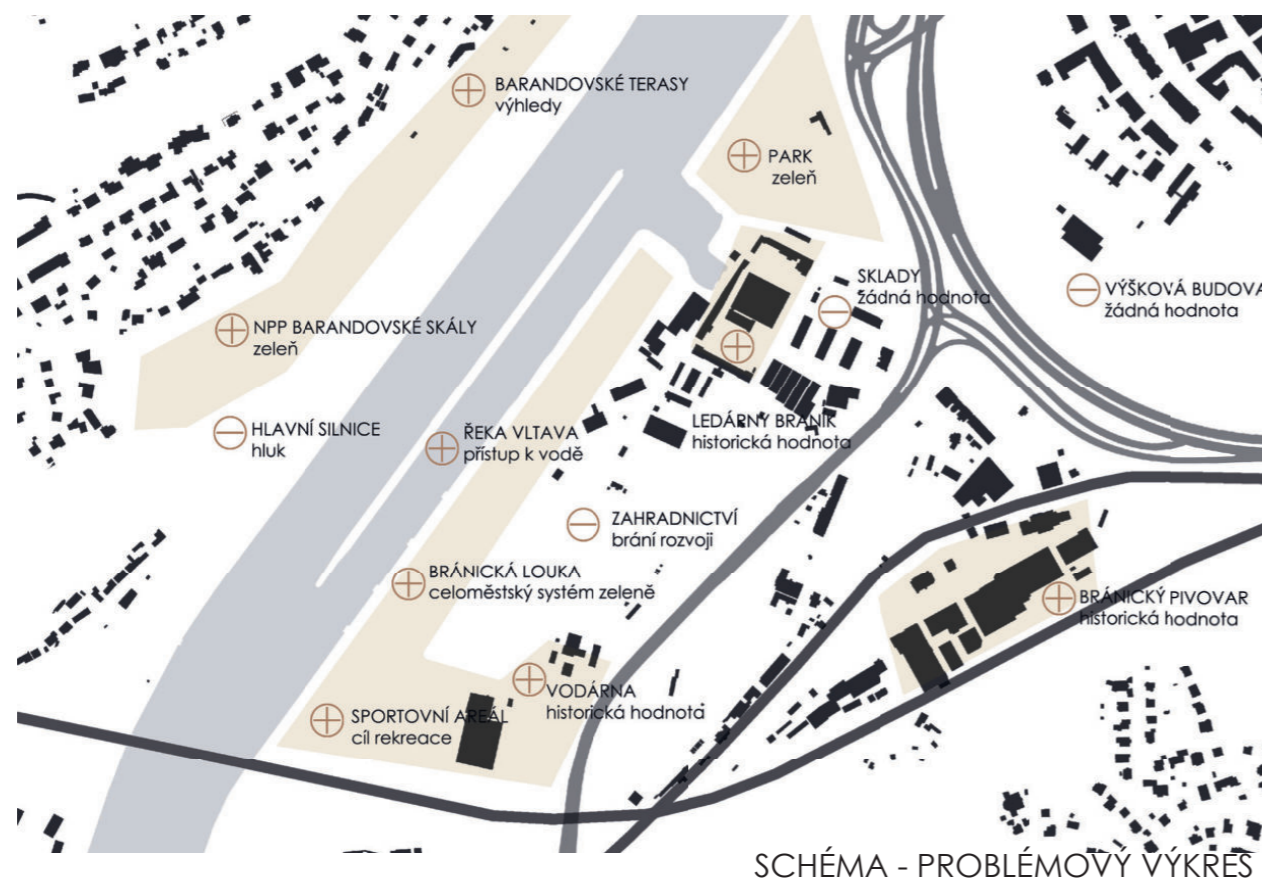 BARANDOVSKÉ TERASY
výhledy
PARK
zeleň
SKLADY
žádná hodnota
VÝŠKOVÁ BUDOVA
žádná hodnota
NPP BARANDOVSKÉ SKÁLY
zeleň
HLAVNÍ SILNICE
hluk
ŘEKA VLTAVA
přístup k vodě
LEDÁRNY BRANÍK
historická hodnota
ZAHRADNICTVÍ
brání rozvoji
BRÁNICKÁ LOUKA
celoměstský systém zeleně
BRÁNICKÝ PIVOVAR
historická hodnota
VODÁRNA
historická hodnota
SPORTOVNÍ AREÁL
cíl rekreace
SCHÉMA - PROBLÉMOVÝ VÝKRES